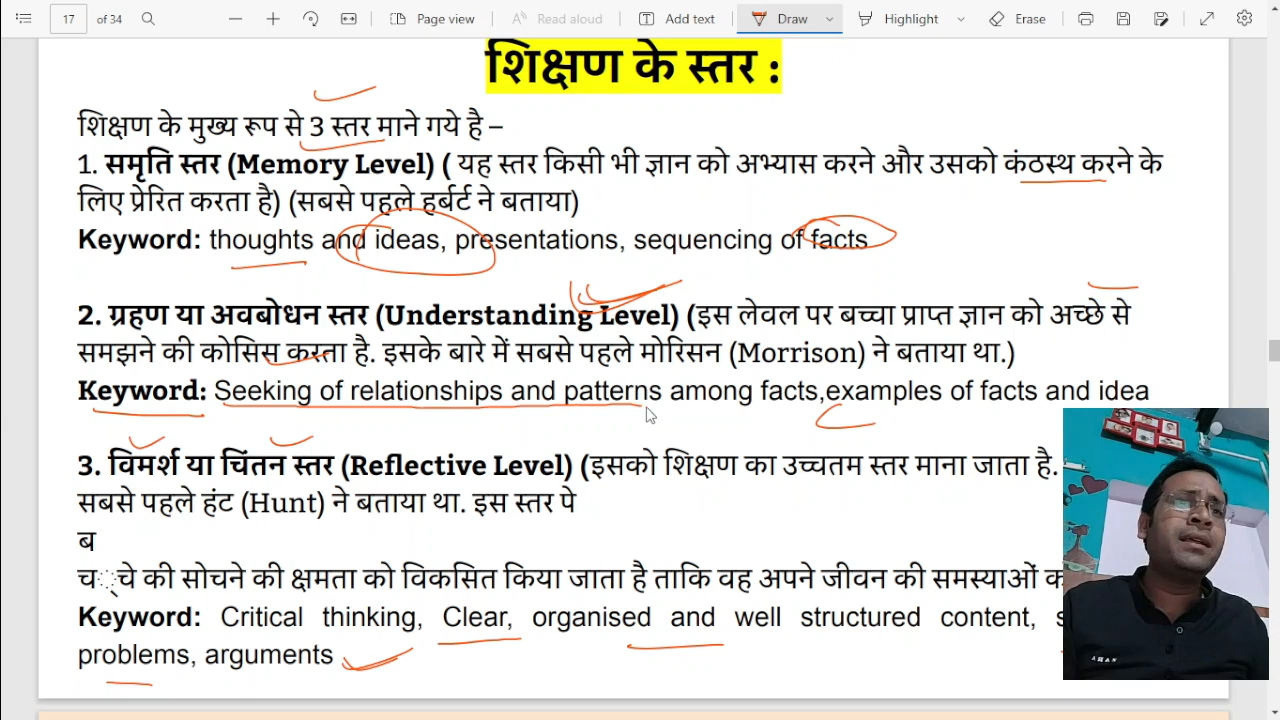 17 of 34 Page view Read aloud Add text Draw Highlight Erase
शिक्षण के स्तर :
शिक्षण के मुख्य रूप से 3 स्तर माने गये है –
1. समृति स्तर (Memory Level) ( यह स्तर किसी भी ज्ञान को अभ्यास करने और उसको कंठस्थ करने के
लिए प्रेरित करता है) (सबसे पहले हर्बर्ट ने बताया)
Keyword: thoughts and ideas, presentations, sequencing of facts
2. ग्रहण या अवबोधन स्तर (Understanding Level) (इस लेवल पर बच्चा प्राप्त ज्ञान को अच्छे से
समझने की कोसिस करता है. इसके बारे में सबसे पहले मोरिसन (Morrison) ने बताया था.)
Keyword: Seeking of relationships and patterns among facts,examples of facts and idea
3. विमर्श या चिंतन स्तर (Reflective Level) (इसको शिक्षण का उच्चतम स्तर माना जाता है.
सबसे पहले हंट (Hunt) ने बताया था. इस स्तर पे
ब
च्चे की सोचने की क्षमता को विकसित किया जाता है ताकि वह अपने जीवन की समस्याओं
Keyword: Critical thinking, Clear, organised and well structured content,
problems, arguments